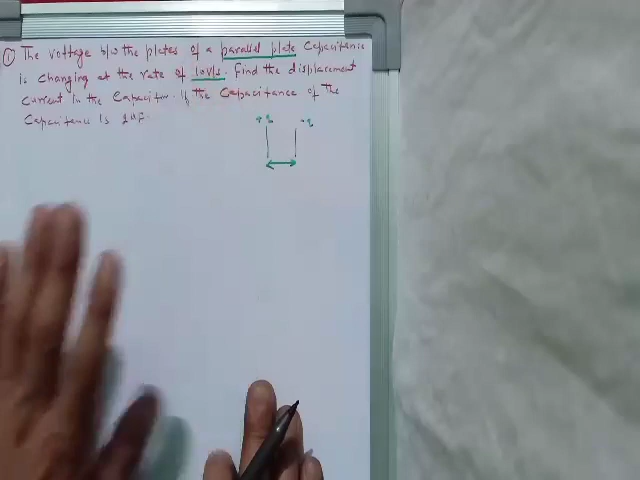 ① The voltage b/w the plates of a parallel plate Capacitance
is changing at the rate of 10v/s. Find the displacement
current in the Capacitor. If the Capacitance of the
Capacitance is 2μF.
+q -q